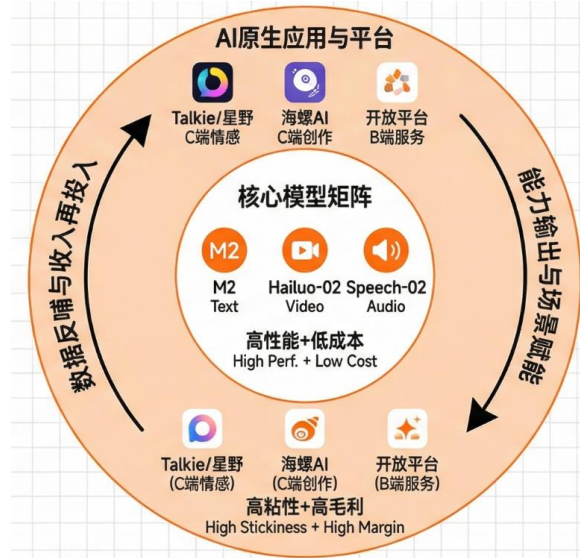 AI原生应用与平台
Talkie/星野
C端情感
海螺AI
C端创作
开放平台
B端服务
数据反哺与收入再投入
能力输出与场景赋能
核心模型矩阵
M2
M2
Text
Hailuo-02
Video
Speech-02
Audio
高性能+低成本
High Perf. + Low Cost
Talkie/星野
(C端情感)
海螺AI
(C端创作)
开放平台
(B端服务)
高粘性+高毛利
High Stickiness + High Margin